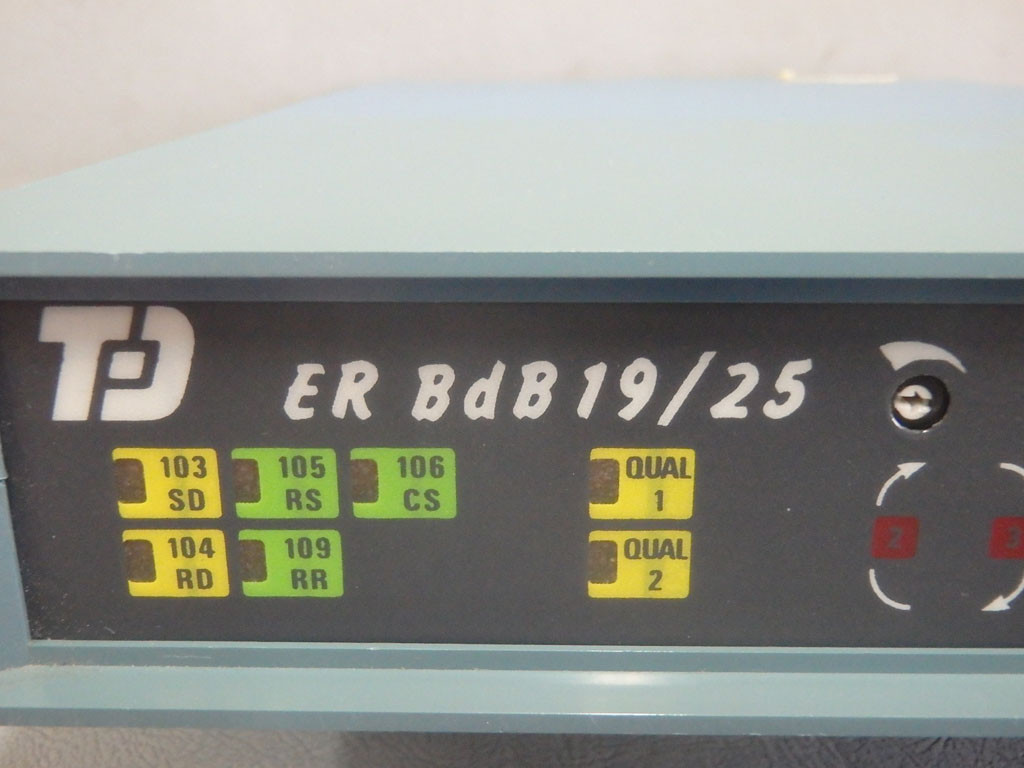 TD
ER BdB 19/25
103 SD
105 RS
106 CS
QUAL 1
104 RD
109 RR
QUAL 2
2
3